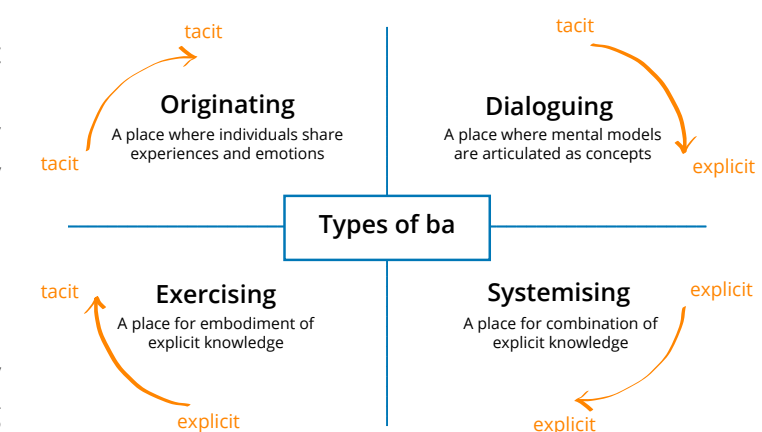 tacit
tacit
Originating
A place where individuals share
experiences and emotions
tacit
explicit
Dialoguing
A place where mental models
are articulated as concepts
Types of ba
tacit
explicit
Exercising
A place for embodiment of
explicit knowledge
explicit
explicit
Systemising
A place for combination of
explicit knowledge